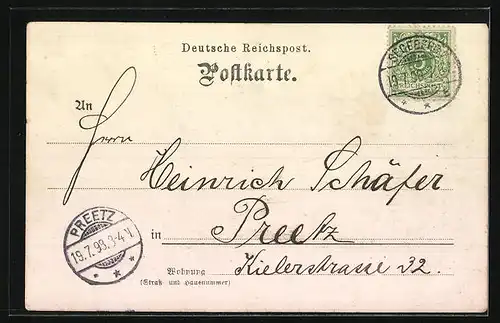 Deutsche Reichspost.
Postkarte.
SEGEBERG
An
Herrn
Heinrich Schäfer
PREETZ
19.7.98.3-4 N.
in Preetz
Wohnung Kielerstrasse 32.
(Straße und Hausnummer)